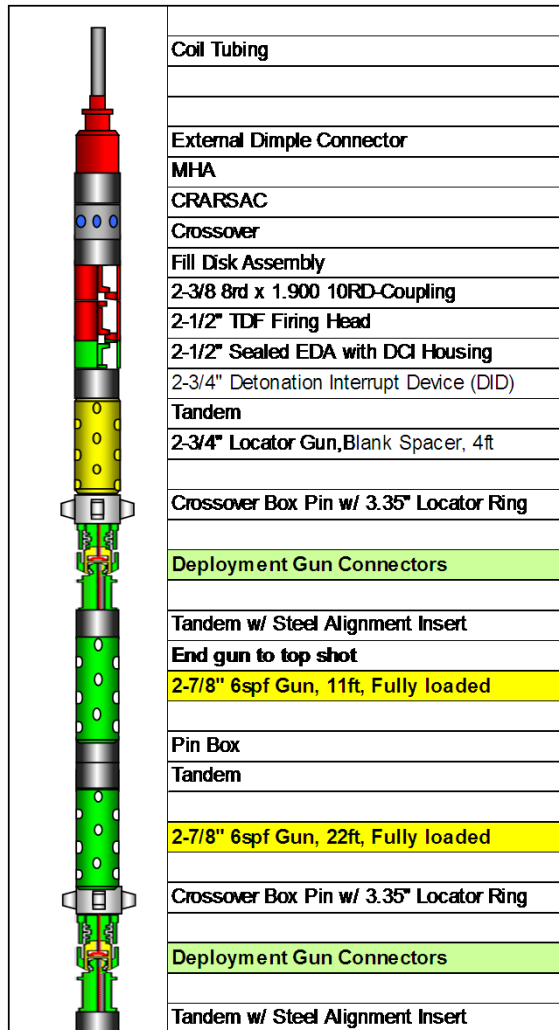 Coil Tubing
External Dimple Connector
MHA
CRARSAC
Crossover
Fill Disk Assembly
2-3/8 8rd x 1.900 10RD-Coupling
2-1/2" TDF Firing Head
2-1/2" Sealed EDA with DCI Housing
2-3/4" Detonation Interrupt Device (DID)
Tandem
2-3/4" Locator Gun,Blank Spacer, 4ft
Crossover Box Pin w/ 3.35" Locator Ring
Deployment Gun Connectors
Tandem w/ Steel Alignment Insert
End gun to top shot
2-7/8" 6spf Gun, 11ft, Fully loaded
Pin Box
Tandem
2-7/8" 6spf Gun, 22ft, Fully loaded
Crossover Box Pin w/ 3.35" Locator Ring
Deployment Gun Connectors
Tandem w/ Steel Alignment Insert